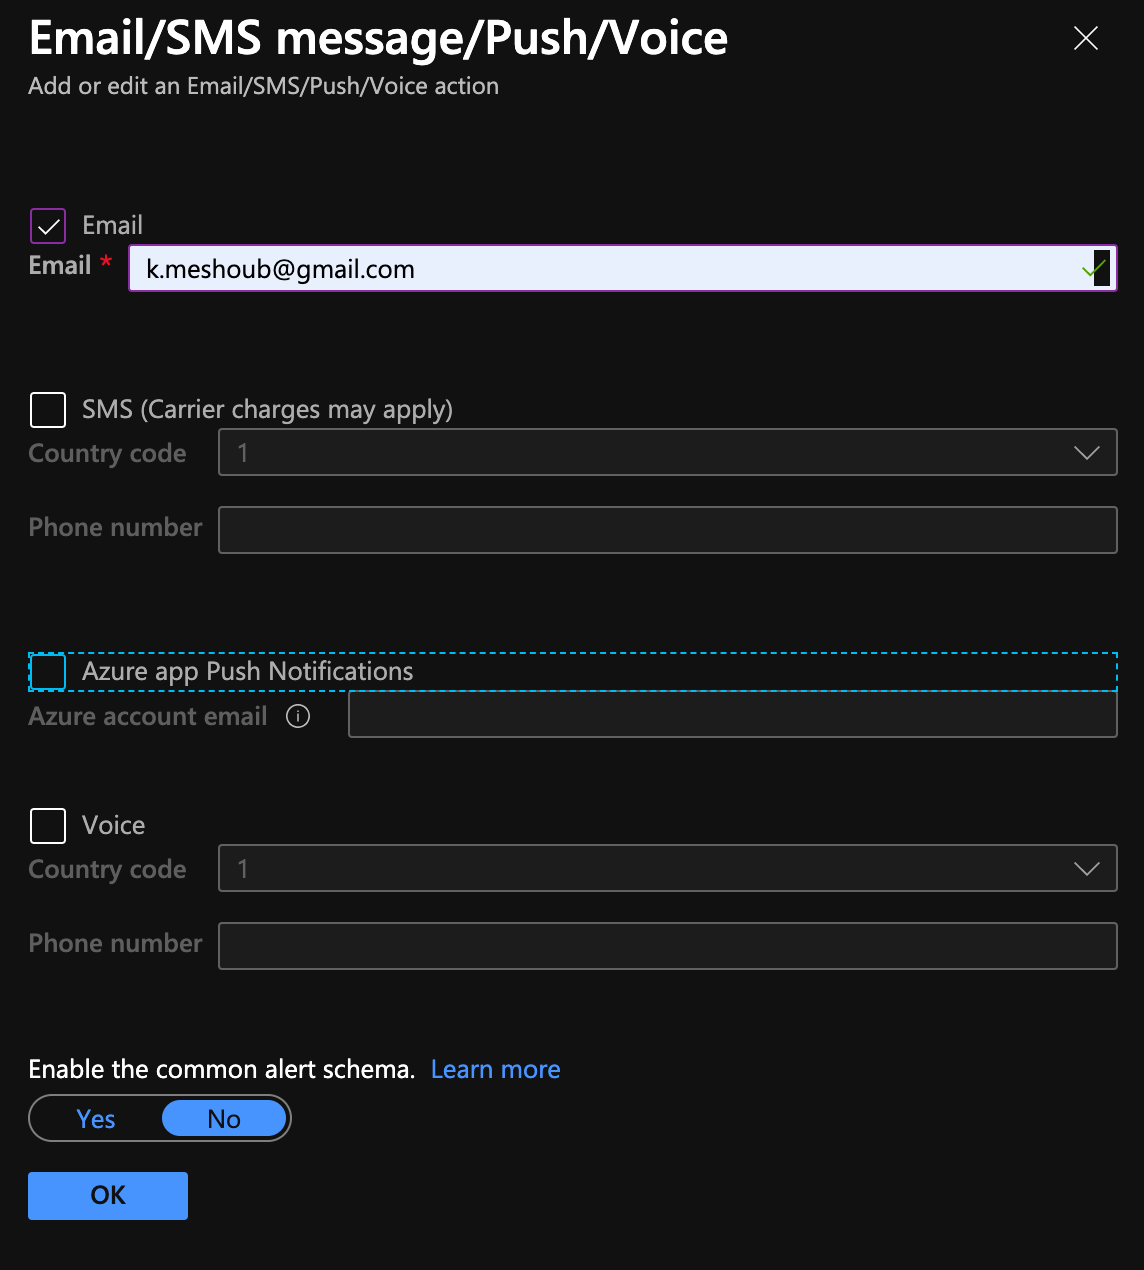 Email/SMS message/Push/Voice
Add or edit an Email/SMS/Push/Voice action
Email
Email *
k.meshoub@gmail.com
SMS (Carrier charges may apply)
Country code
1
Phone number
Azure app Push Notifications
Azure account email
Voice
Country code
1
Phone number
Enable the common alert schema. Learn more
Yes No
OK